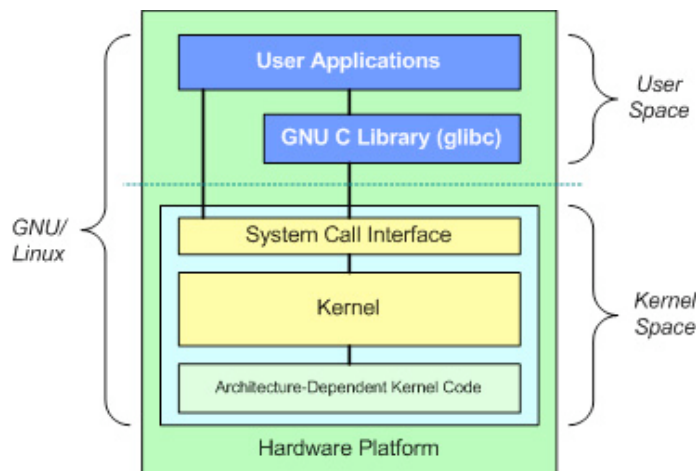 User Applications
GNU C Library (glibc)
User
Space
GNU/
Linux
System Call Interface
Kernel
Architecture-Dependent Kernel Code
Kernel
Space
Hardware Platform